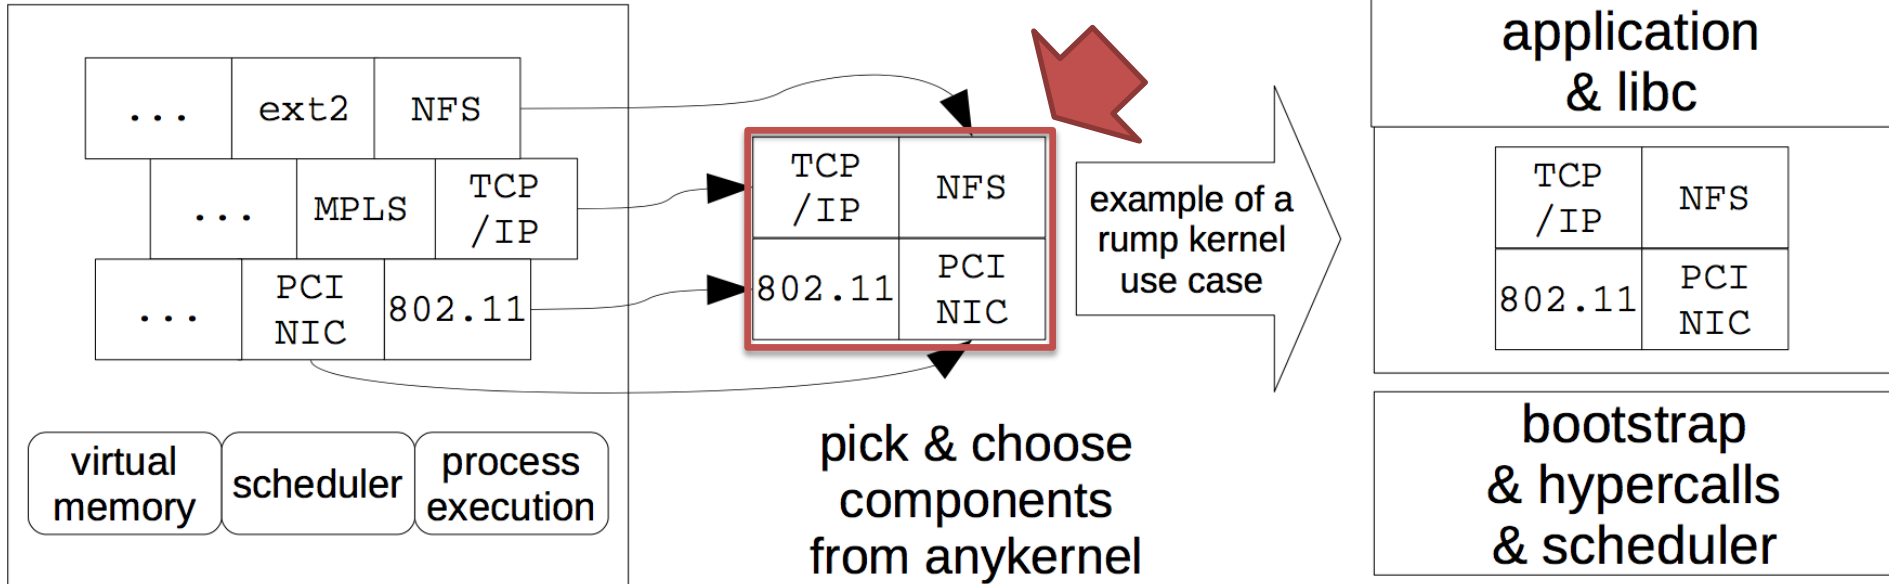 ... ext2 NFS
... MPLS TCP
/IP
... PCI
NIC 802.11
virtual
memory
scheduler
process
execution
TCP
/IP
NFS
802.11
PCI
NIC
pick & choose
components
from anykernel
example of a
rump kernel
use case
application
& libc
TCP
/IP
NFS
802.11
PCI
NIC
bootstrap
& hypercalls
& scheduler